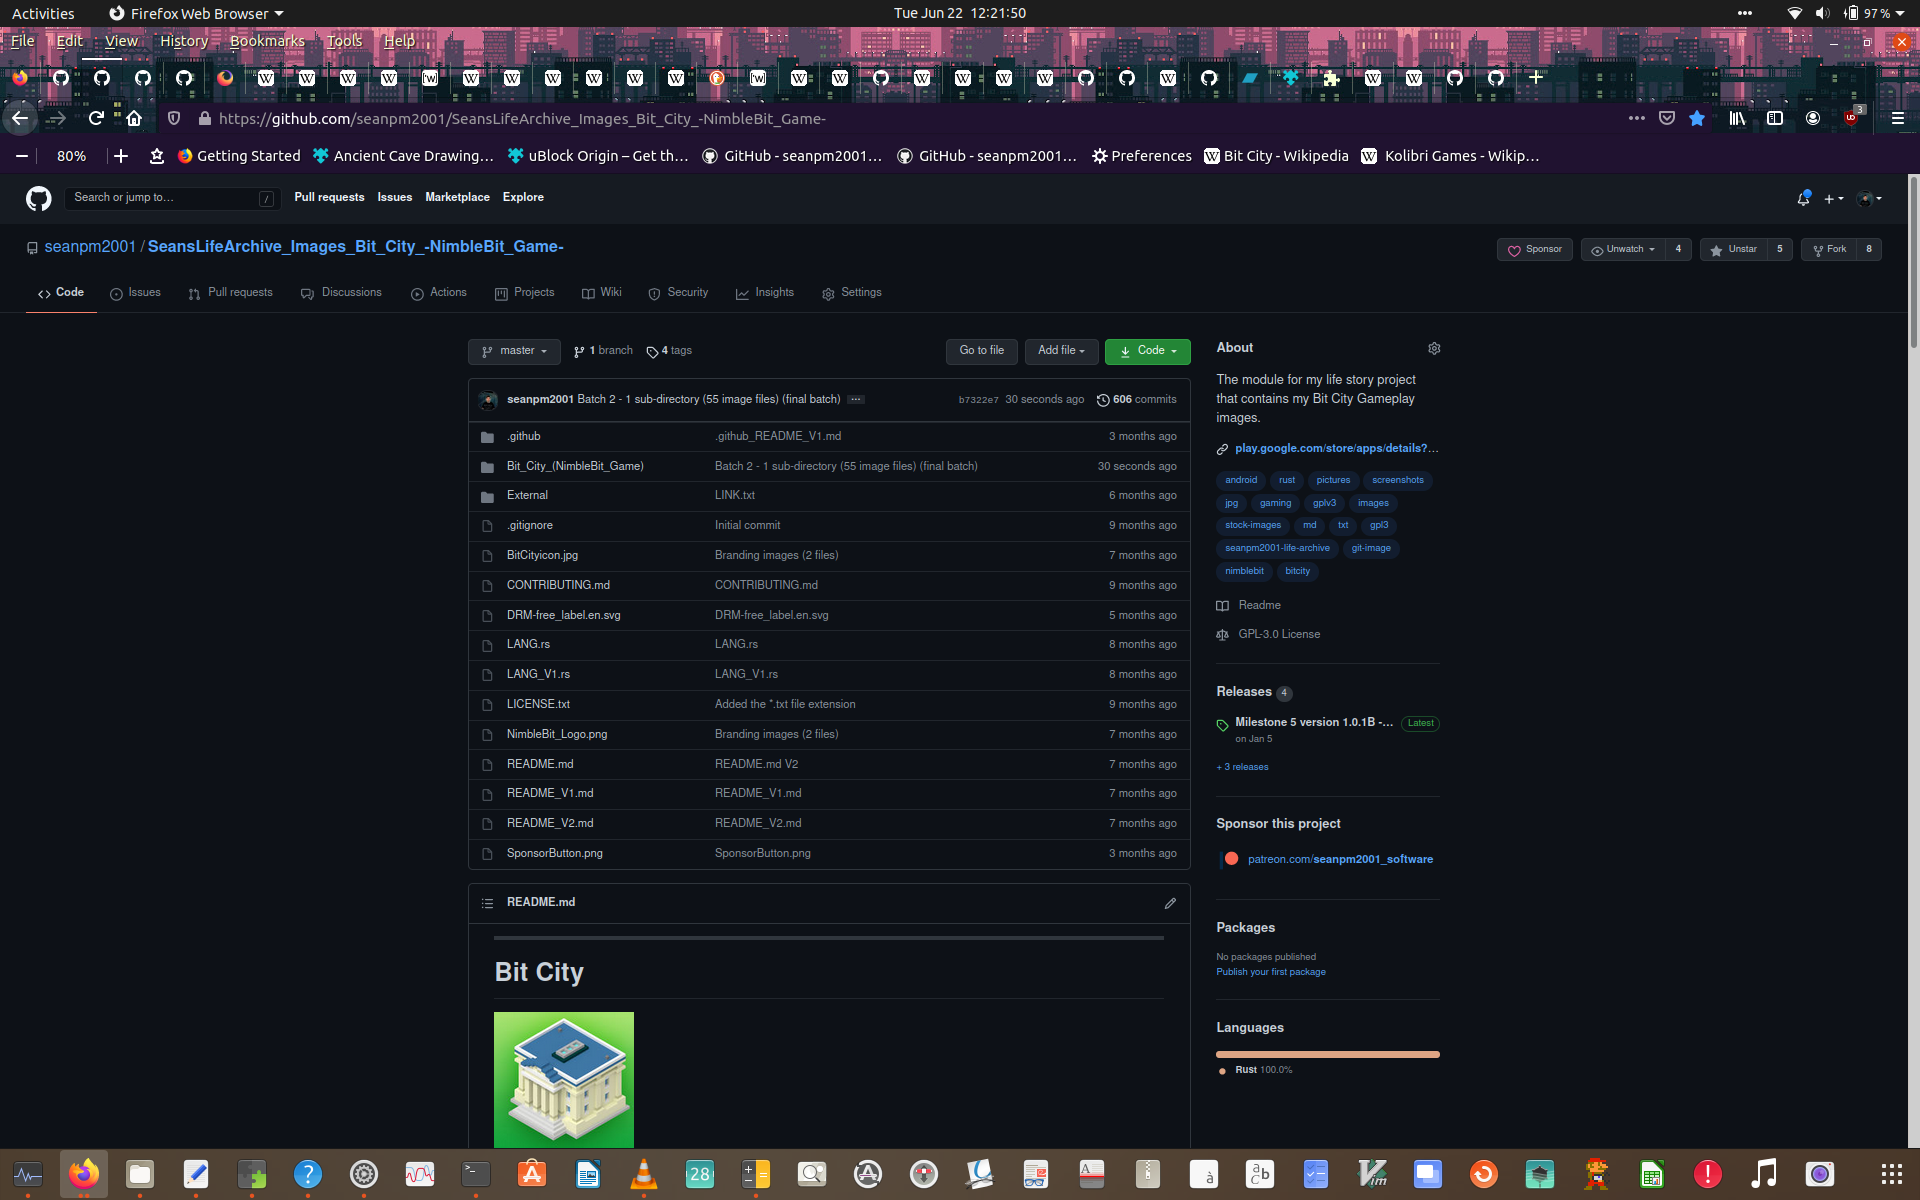 Activities Firefox Web Browser Tue Jun 22 12:21:50 97 %
File Edit View History Bookmarks Tools Help
https://github.com/seanpm2001/SeansLifeArchive_Images_Bit_City_-NimbleBit_Game- 3
80% Getting Started Ancient Cave Drawing… uBlock Origin – Get th… GitHub - seanpm2001… GitHub - seanpm2001… Preferences Bit City - Wikipedia Kolibri Games - Wikip…
Search or jump to… / Pull requests Issues Marketplace Explore
seanpm2001 / SeansLifeArchive_Images_Bit_City_-NimbleBit_Game- Sponsor Unwatch 4 Unstar 5 Fork 8
Code Issues Pull requests Discussions Actions Projects Wiki Security Insights Settings
master 1 branch 4 tags Go to file Add file Code
seanpm2001 Batch 2 - 1 sub-directory (55 image files) (final batch) … b7322e7 30 seconds ago 606 commits
.github .github_README_V1.md 3 months ago
Bit_City_(NimbleBit_Game) Batch 2 - 1 sub-directory (55 image files) (final batch) 30 seconds ago
External LINK.txt 6 months ago
.gitignore Initial commit 9 months ago
BitCityicon.jpg Branding images (2 files) 7 months ago
CONTRIBUTING.md CONTRIBUTING.md 9 months ago
DRM-free_label.en.svg DRM-free_label.en.svg 5 months ago
LANG.rs LANG.rs 8 months ago
LANG_V1.rs LANG_V1.rs 8 months ago
LICENSE.txt Added the *.txt file extension 9 months ago
NimbleBit_Logo.png Branding images (2 files) 7 months ago
README.md README.md V2 7 months ago
README_V1.md README_V1.md 7 months ago
README_V2.md README_V2.md 7 months ago
SponsorButton.png SponsorButton.png 3 months ago
README.md
Bit City
About
The module for my life story project
that contains my Bit City Gameplay
images.
play.google.com/store/apps/details?…
android rust pictures screenshots
jpg gaming gplv3 images
stock-images md txt gpl3
seanpm2001-life-archive git-image
nimblebit bitcity
Readme
GPL-3.0 License
Releases 4
Milestone 5 version 1.0.1B -… Latest
on Jan 5
+ 3 releases
Sponsor this project
patreon.com/seanpm2001_software
Packages
No packages published
Publish your first package
Languages
Rust 100.0%
28